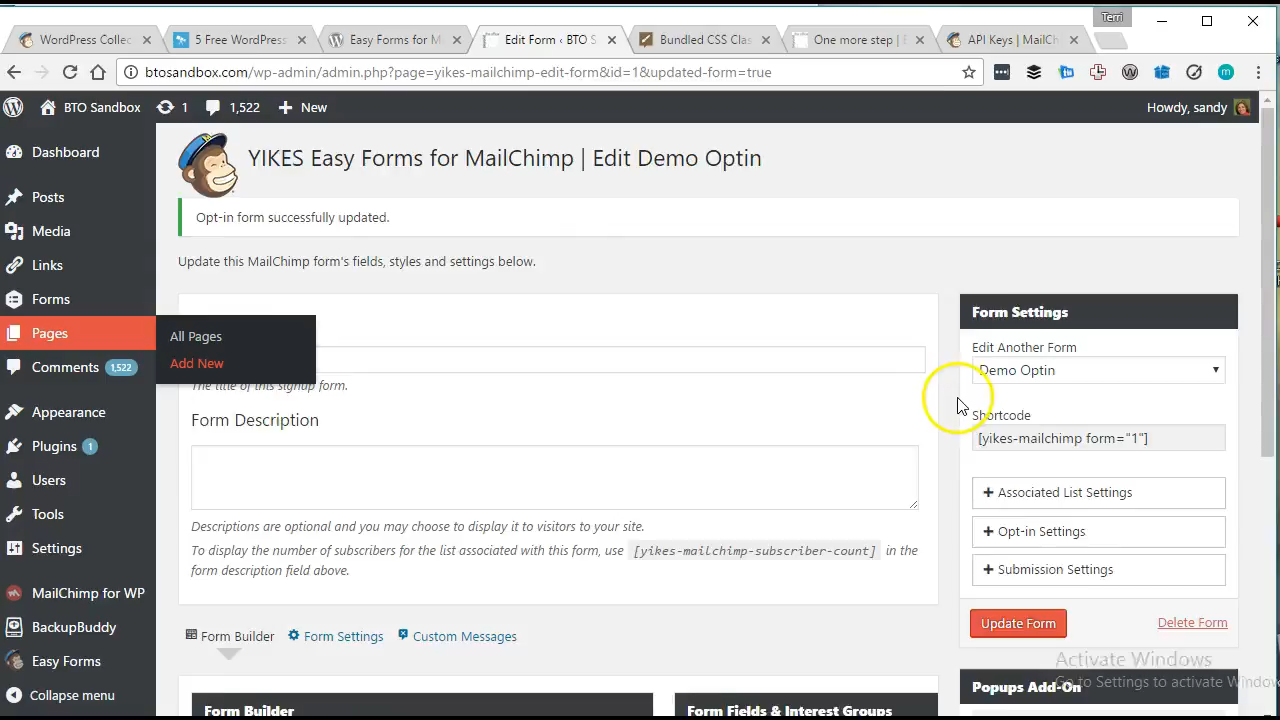 Terri
WordPress Collec
5 Free WordPress
Easy Forms for M
Edit Form ‹ BTO S
Bundled CSS Clas
One more step | E
API Keys | MailCh
btosandbox.com/wp-admin/admin.php?page=yikes-mailchimp-edit-form&id=1&updated-form=true
BTO Sandbox
1
1,522
New
Howdy, sandy
Dashboard
Posts
Media
Links
Forms
Pages
All Pages
Add New
Comments 1,522
Appearance
Plugins 1
Users
Tools
Settings
MailChimp for WP
BackupBuddy
Easy Forms
Collapse menu
YIKES Easy Forms for MailChimp | Edit Demo Optin
Opt-in form successfully updated.
Update this MailChimp form's fields, styles and settings below.
The title of this signup form.
Form Description
Descriptions are optional and you may choose to display it to visitors to your site.
To display the number of subscribers for the list associated with this form, use [yikes-mailchimp-subscriber-count] in the
form description field above.
Form Builder
Form Settings
Custom Messages
Form Builder
Form Fields & Interest Groups
Form Settings
Edit Another Form
Demo Optin
Shortcode
[yikes-mailchimp form="1"]
Associated List Settings
Opt-in Settings
Submission Settings
Update Form
Delete Form
Activate Windows
Go to Settings to activate Window
Popups Add-On